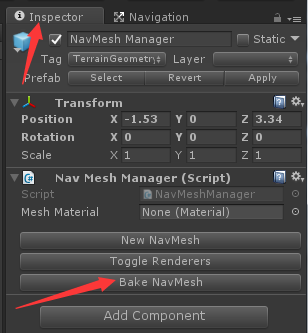 Inspector Navigation
NavMesh Manager Static
Tag TerrainGeometry Layer
Prefab Select Revert Apply
Transform
Position X -1.53 Y 0 Z 3.34
Rotation X 0 Y 0 Z 0
Scale X 1 Y 1 Z 1
Nav Mesh Manager (Script)
Script NavMeshManager
Mesh Material None (Material)
New NavMesh
Toggle Renderers
Bake NavMesh
Add Component